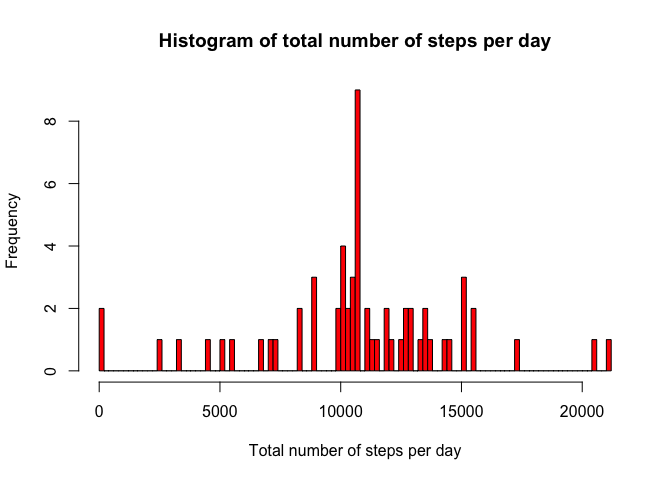 Histogram of total number of steps per day
Frequency
8
6
4
2
0
0 5000 10000 15000 20000
Total number of steps per day